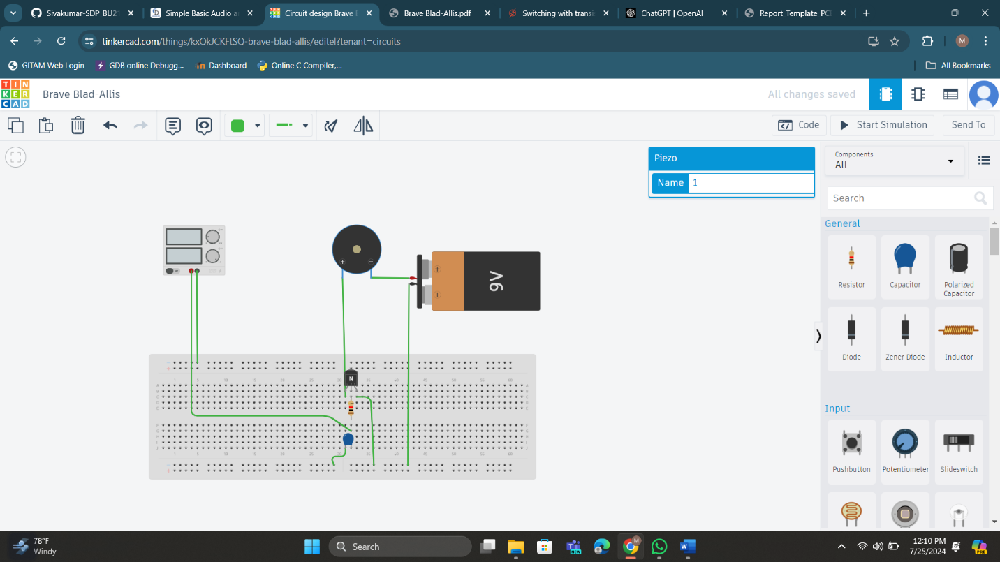 Sivakumar-SDP_BU21
Simple Basic Audio a
Circuit design Brave B
Brave Blad-Allis.pdf
Switching with transi
ChatGPT | OpenAI
Report_Template_PCB
tinkercad.com/things/kxQkJCKFtSQ-brave-blad-allis/editel?tenant=circuits
M
GITAM Web Login
GDB online Debugg...
Dashboard
Online C Compiler,...
All Bookmarks
TIN
KER
CAD
Brave Blad-Allis
All changes saved
Code
Start Simulation
Send To
Piezo
Name 1
Components
All
Search
General
Resistor
Capacitor
Polarized
Capacitor
Diode
Zener Diode
Inductor
Input
Pushbutton
Potentiometer
Slideswitch
9V
N
78°F
Windy
Search
12:10 PM
7/25/2024